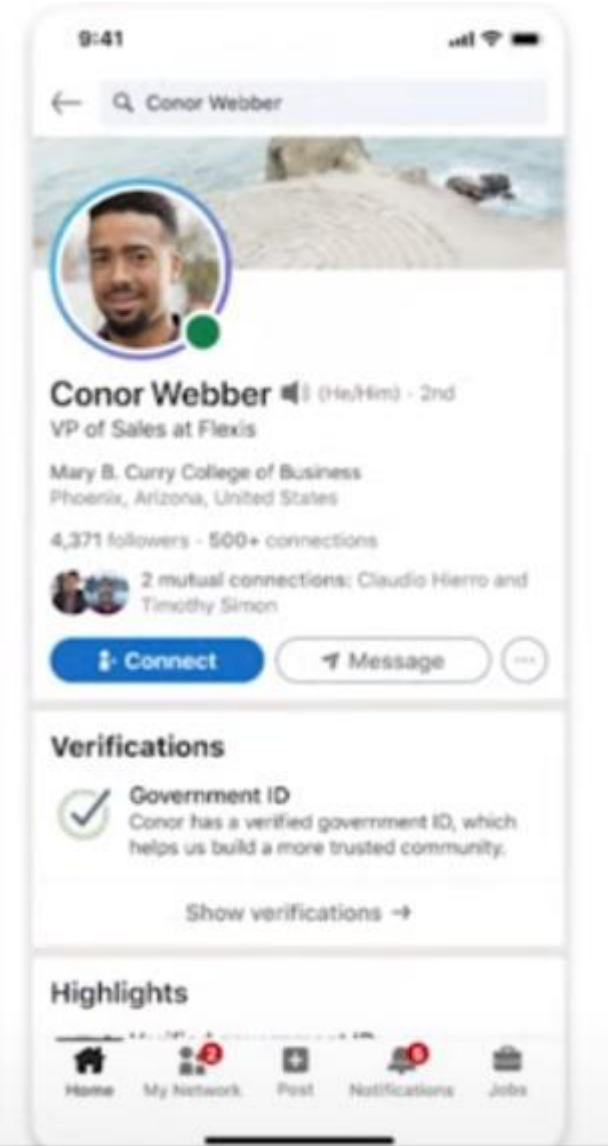 9:41
Conor Webber
Conor Webber (He/Him) · 2nd
VP of Sales at Flexis
Mary B. Curry College of Business
Phoenix, Arizona, United States
4,371 followers · 500+ connections
2 mutual connections: Claudio Hierro and
Timothy Simon
Connect
Message
Verifications
Government ID
Conor has a verified government ID, which
helps us build a more trusted community.
Show verifications →
Highlights
2
5
Home
My Network
Post
Notifications
Jobs